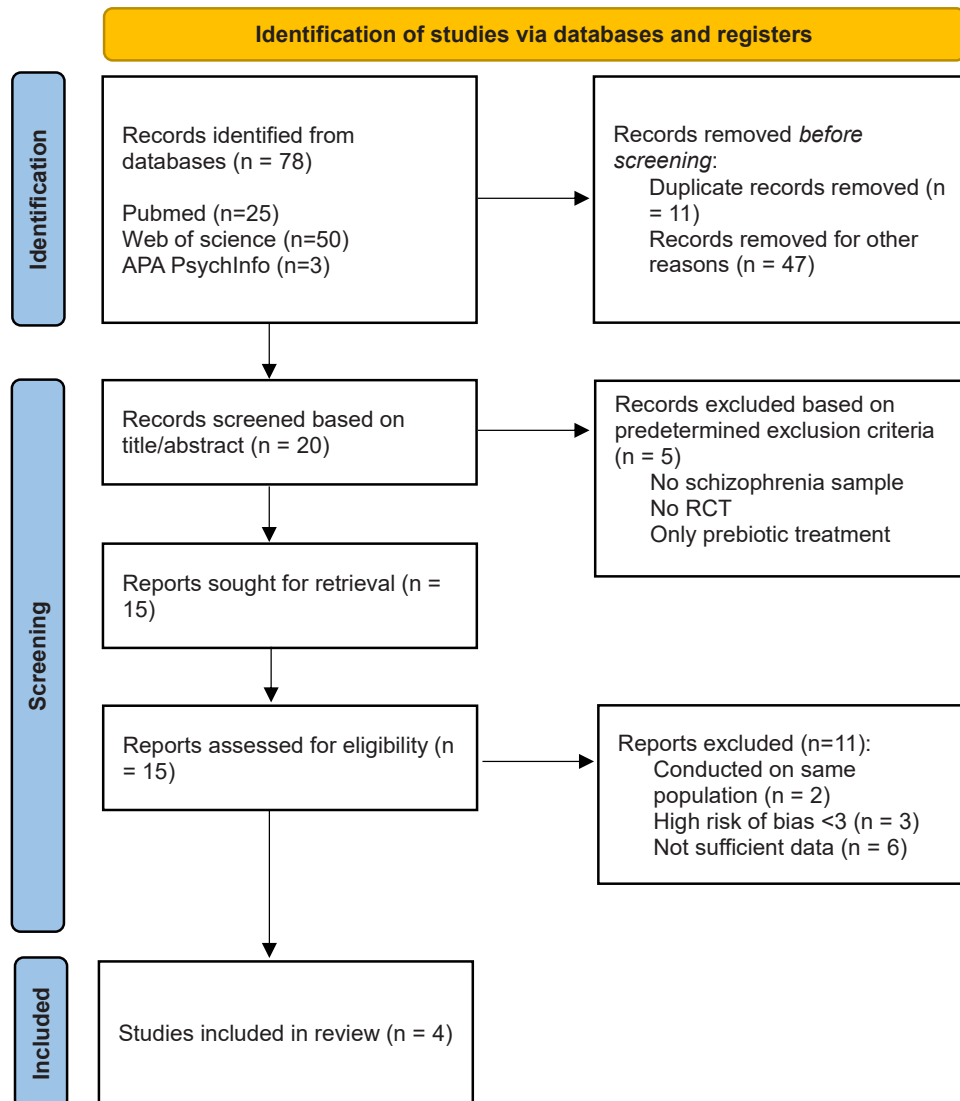 Identification of studies via databases and registers
Identification
Records identified from
databases (n = 78)
Pubmed (n=25)
Web of science (n=50)
APA PsychInfo (n=3)
Records removed before
screening:
Duplicate records removed (n
= 11)
Records removed for other
reasons (n = 47)
Screening
Records screened based on
title/abstract (n = 20)
Records excluded based on
predetermined exclusion criteria
(n = 5)
No schizophrenia sample
No RCT
Only prebiotic treatment
Reports sought for retrieval (n =
15)
Reports assessed for eligibility (n
= 15)
Reports excluded (n=11):
Conducted on same
population (n = 2)
High risk of bias <3 (n = 3)
Not sufficient data (n = 6)
Included
Studies included in review (n = 4)